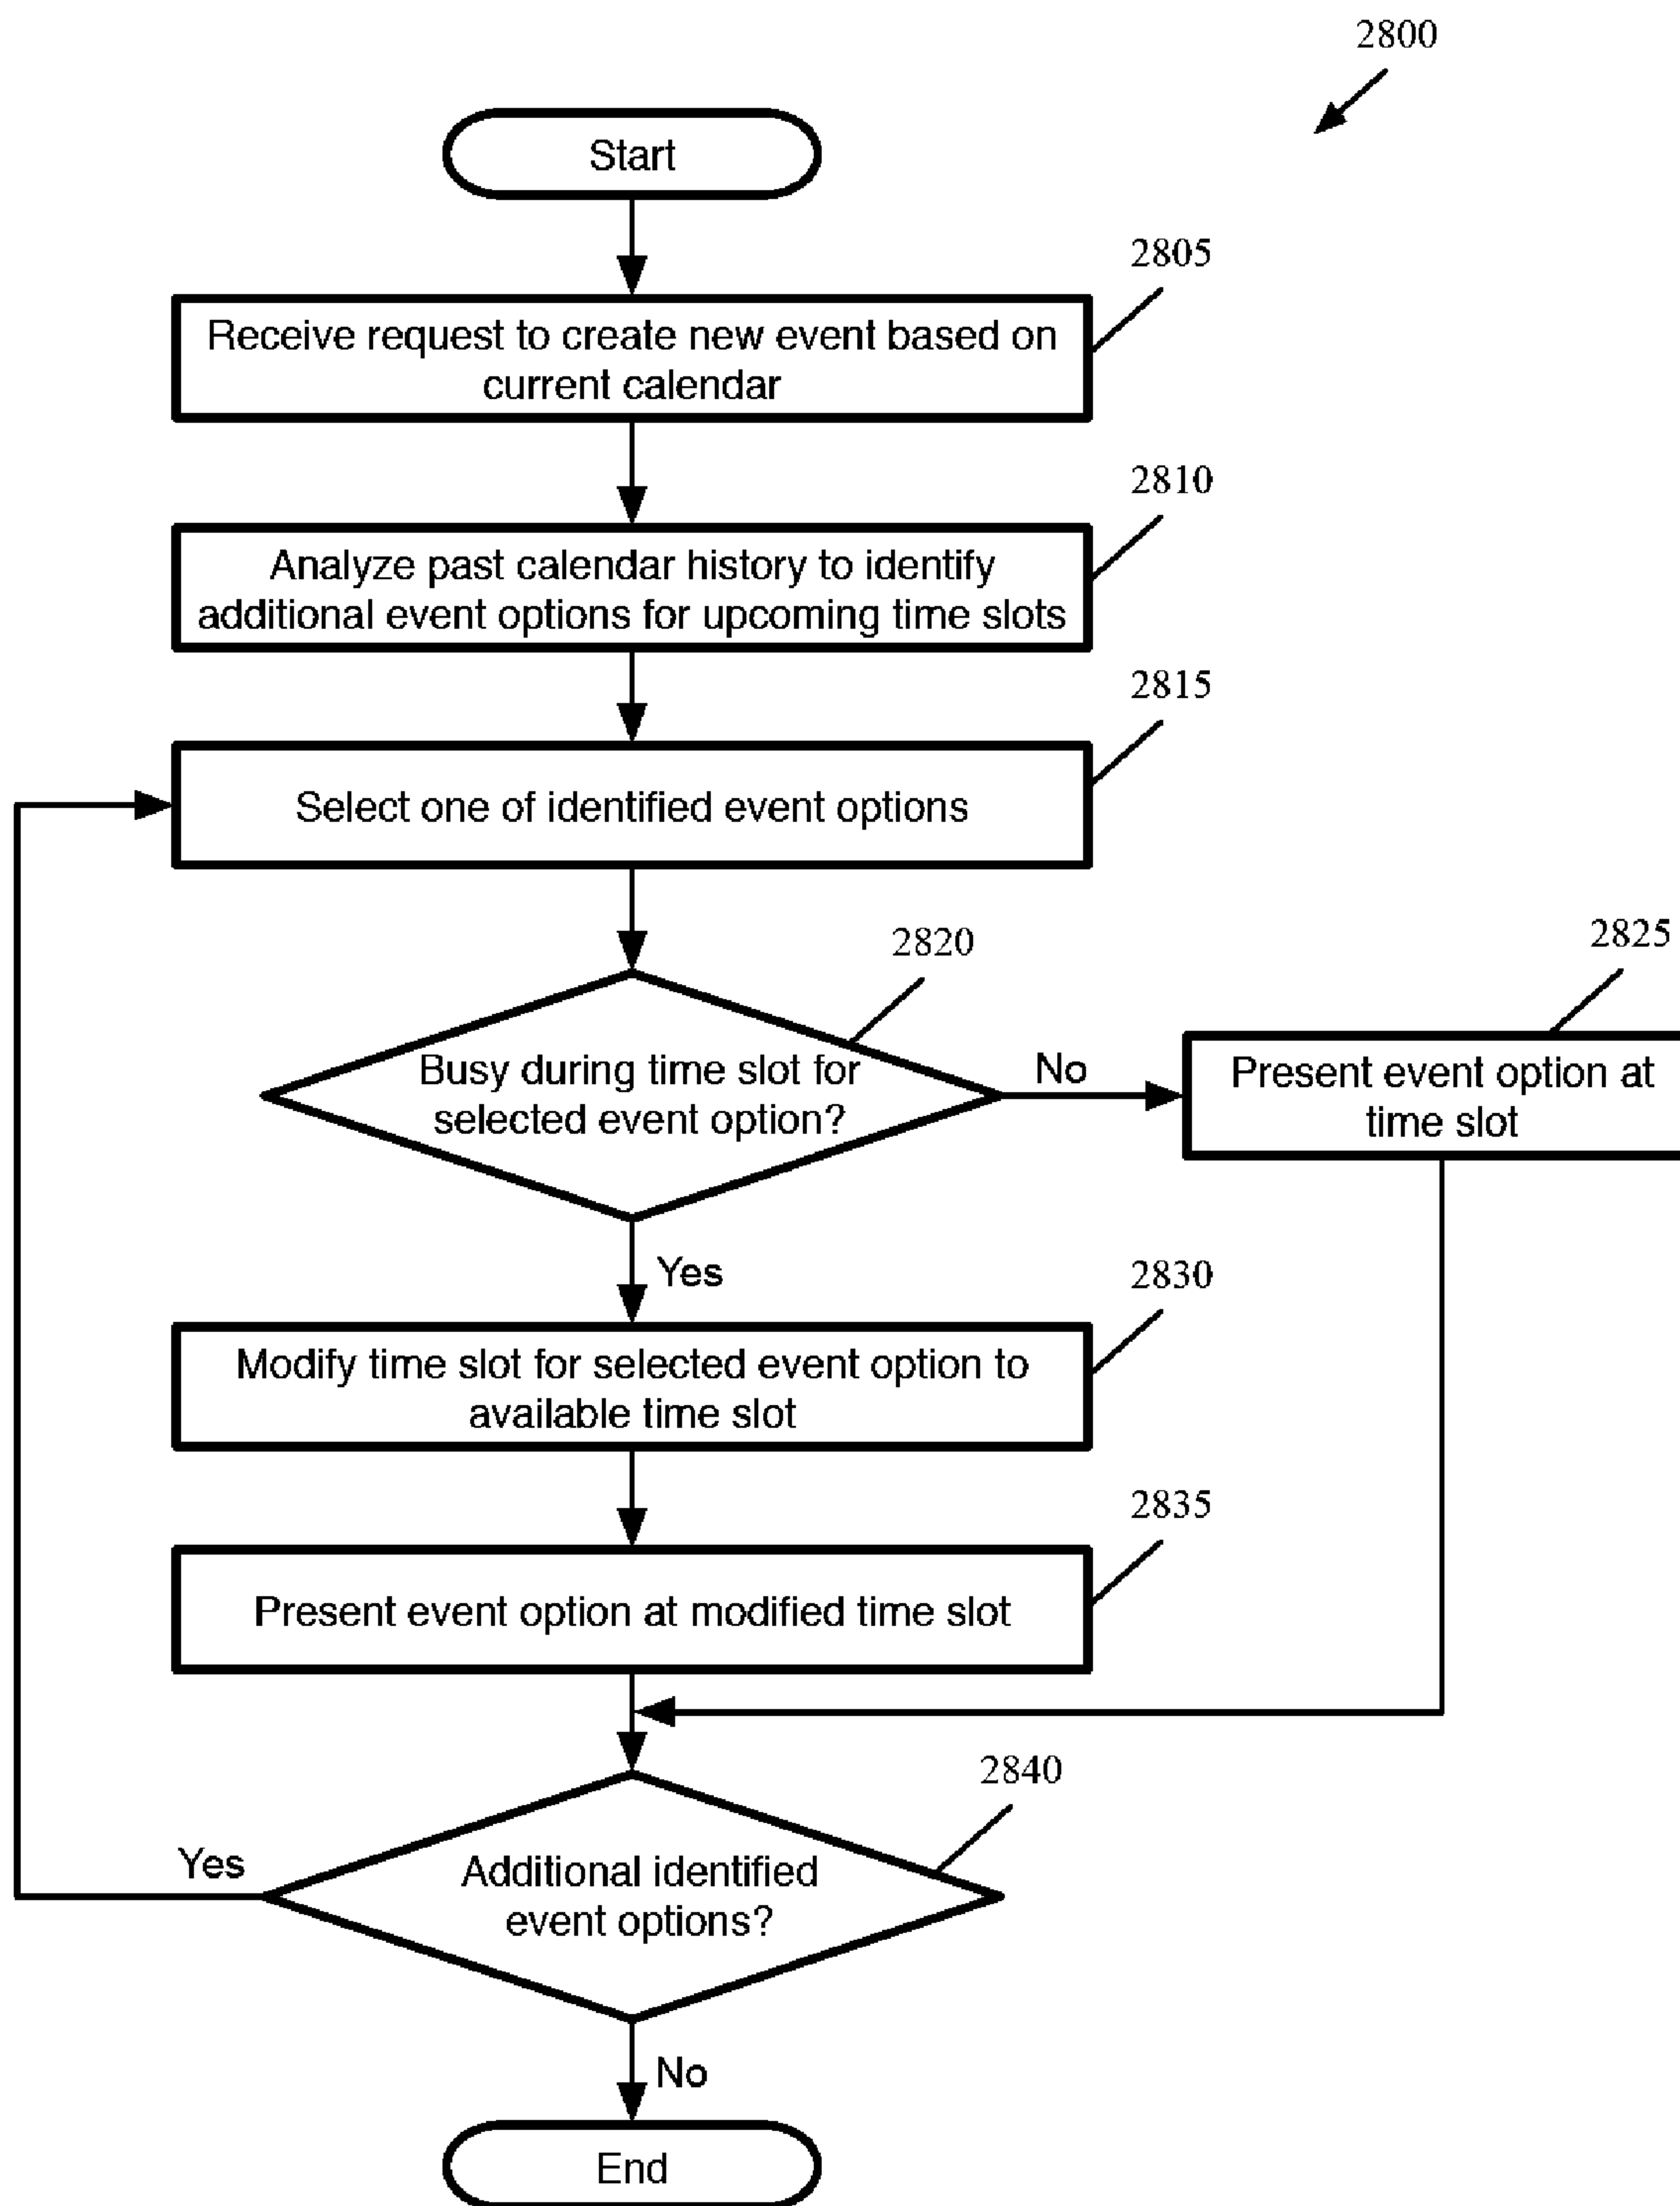 2800
Start
2805
Receive request to create new event based on
current calendar
2810
Analyze past calendar history to identify
additional event options for upcoming time slots
2815
Select one of identified event options
2820
Busy during time slot for
selected event option?
No
2825
Present event option at
time slot
Yes
2830
Modify time slot for selected event option to
available time slot
2835
Present event option at modified time slot
2840
Additional identified
event options?
Yes
No
End